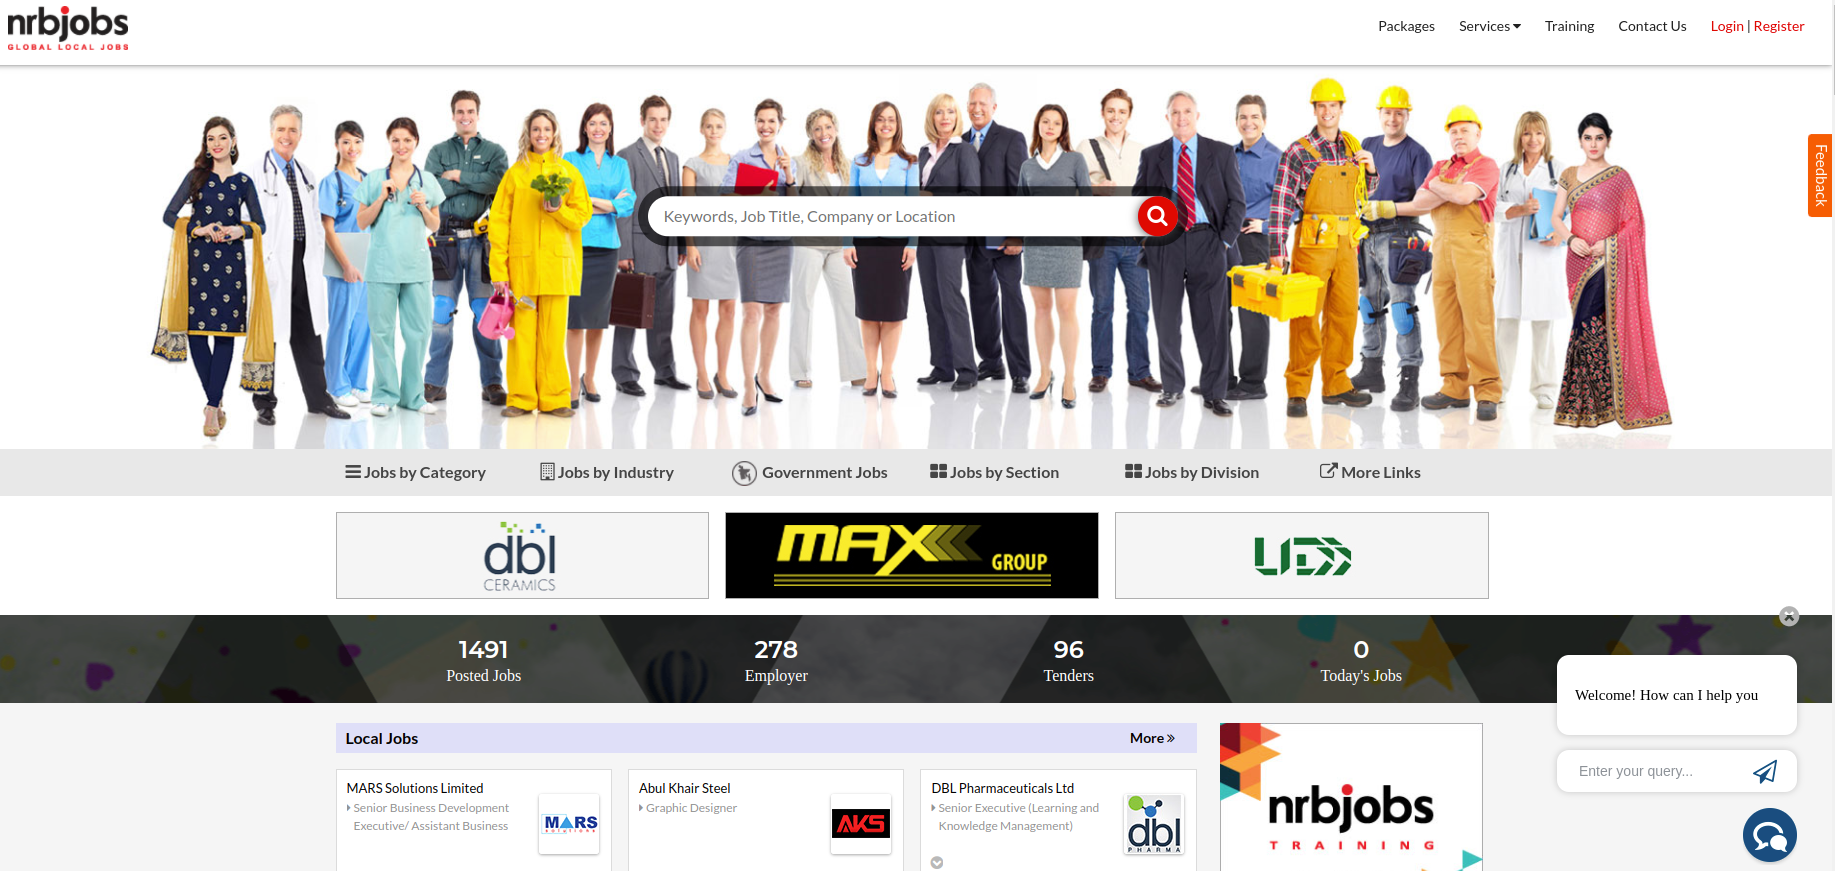 nrbjobs
GLOBAL LOCAL JOBS
Packages
Services
Training
Contact Us
Login | Register
Feedback
Keywords, Job Title, Company or Location
Jobs by Category
Jobs by Industry
Government Jobs
Jobs by Section
Jobs by Division
More Links
dbl
CERAMICS
MAX
GROUP
1491
Posted Jobs
278
Employer
96
Tenders
0
Today's Jobs
Welcome! How can I help you
Enter your query...
Local Jobs
More
MARS Solutions Limited
Senior Business Development
Executive/ Assistant Business
MARS
solutions
Abul Khair Steel
Graphic Designer
AKS
DBL Pharmaceuticals Ltd
Senior Executive (Learning and
Knowledge Management)
dbl
PHARMA
nrbjobs
TRAINING